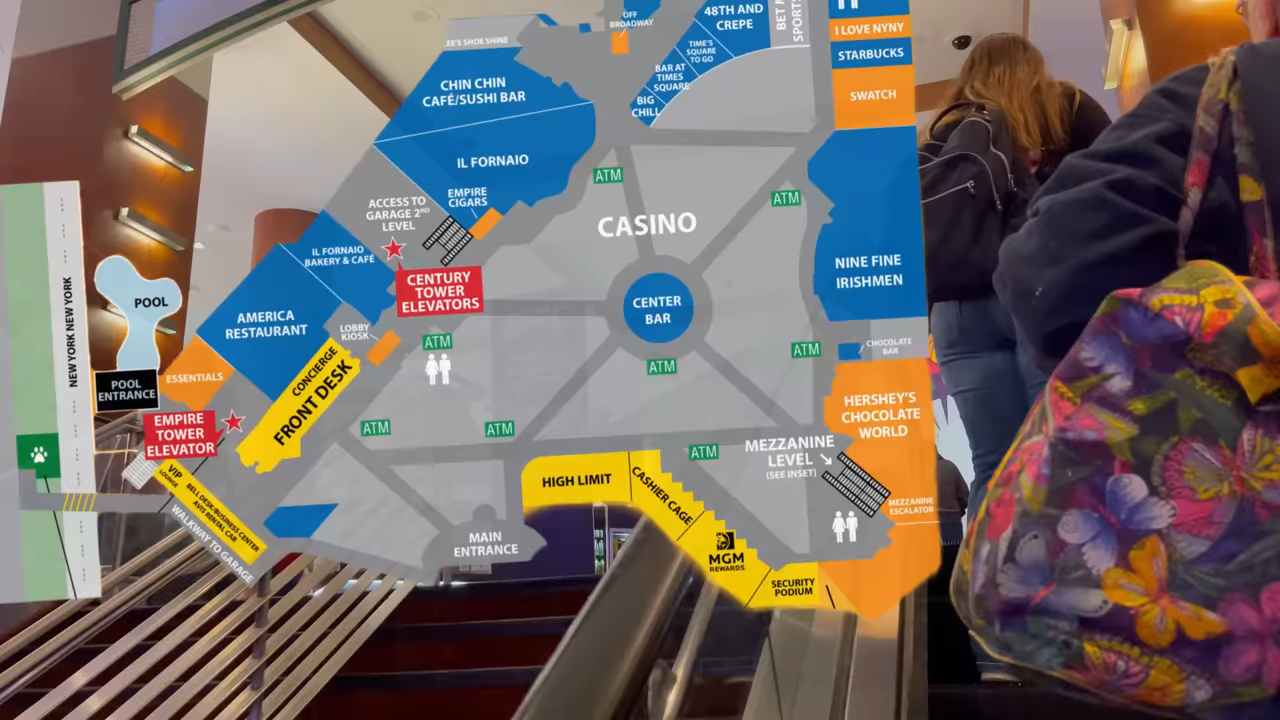 OFF
BROADWAY
48TH AND
CREPE
BET M
SPORTS
I LOVE NYNY
STARBUCKS
SWATCH
TIME'S
SQUARE
TO GO
BAR AT
TIMES
SQUARE
BIG
CHILL
LEE'S SHOE SHINE
CHIN CHIN
CAFÉ/SUSHI BAR
IL FORNAIO
EMPIRE
CIGARS
ACCESS TO
GARAGE 2ND
LEVEL
ATM
ATM
CASINO
IL FORNAIO
BAKERY & CAFÉ
CENTURY
TOWER
ELEVATORS
CENTER
BAR
NINE FINE
IRISHMEN
NEW YORK NEW YORK
POOL
AMERICA
RESTAURANT
LOBBY
KIOSK
ATM
ATM
ATM
CHOCOLATE
BAR
POOL
ENTRANCE
ESSENTIALS
CONCIERGE
FRONT DESK
EMPIRE
TOWER
ELEVATOR
ATM
ATM
ATM
HERSHEY'S
CHOCOLATE
WORLD
MEZZANINE
LEVEL
(SEE INSET)
MEZZANINE
ESCALATOR
VIP
LOUNGE
BELL DESK/BUSINESS CENTER
AVIS RENTAL CAR
WALKWAY TO GARAGE
HIGH LIMIT
CASHIER CAGE
MAIN
ENTRANCE
MGM
REWARDS
SECURITY
PODIUM